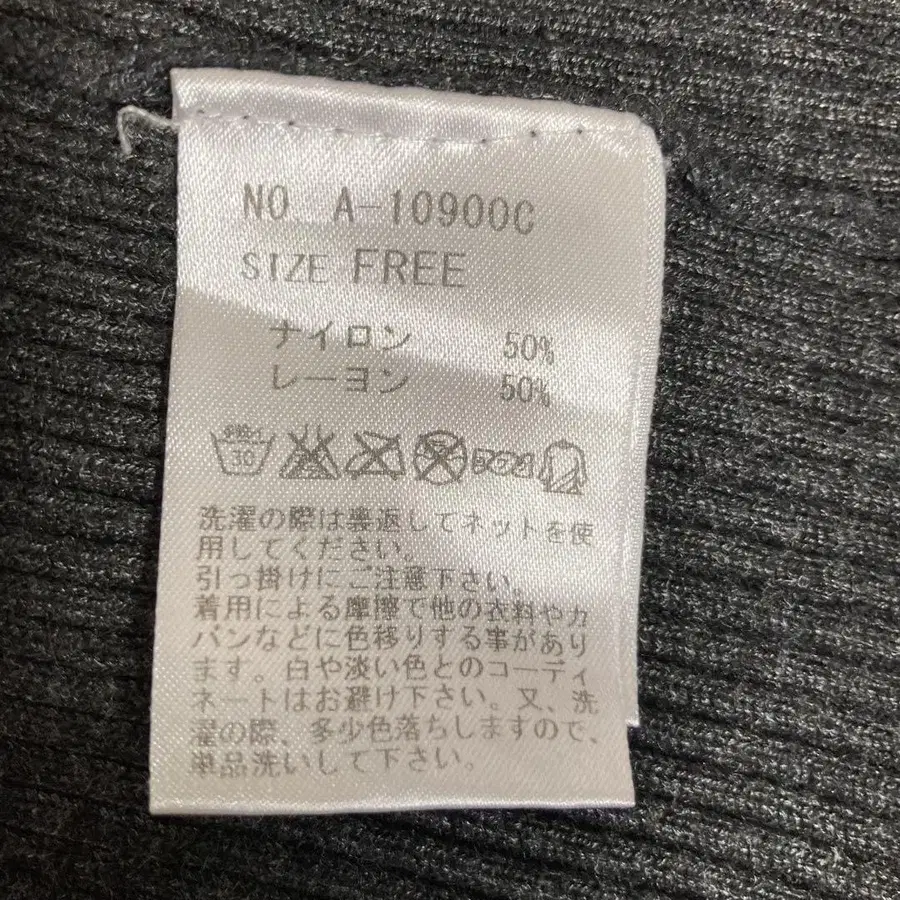 NO. A-10900C
SIZE FREE
ナイロン 50%
レーヨン 50%
30
洗濯の際は裏返してネットを使
用してください。
引っ掛けにご注意下さい。
着用による摩擦で他の衣料やカ
バンなどに色移りする事があり
ます。白や淡い色とのコーディ
ネートはお避け下さい。又、洗
濯の際、多少色落ちしますので、
単品洗いして下さい。